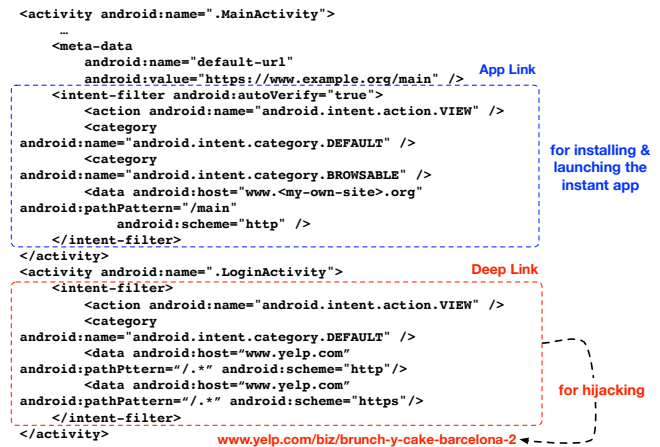 <activity android:name=".MainActivity">
…
<meta-data
android:name="default-url"
android:value="https://www.example.org/main" />
App Link
<intent-filter android:autoVerify="true">
<action android:name="android.intent.action.VIEW" />
<category
android:name="android.intent.category.DEFAULT" />
<category
android:name="android.intent.category.BROWSABLE" />
<data android:host="www.<my-own-site>.org"
android:pathPattern="/main"
android:scheme="http" />
</intent-filter>
for installing &
launching the
instant app
</activity>
<activity android:name=".LoginActivity">
Deep Link
<intent-filter>
<action android:name="android.intent.action.VIEW" />
<category
android:name="android.intent.category.DEFAULT" />
<data android:host=“www.yelp.com”
android:pathPttern=“/.*” android:scheme="http"/>
<data android:host=“www.yelp.com”
android:pathPattern=“/.*” android:scheme="https"/>
</intent-filter>
for hijacking
</activity>
www.yelp.com/biz/brunch-y-cake-barcelona-2